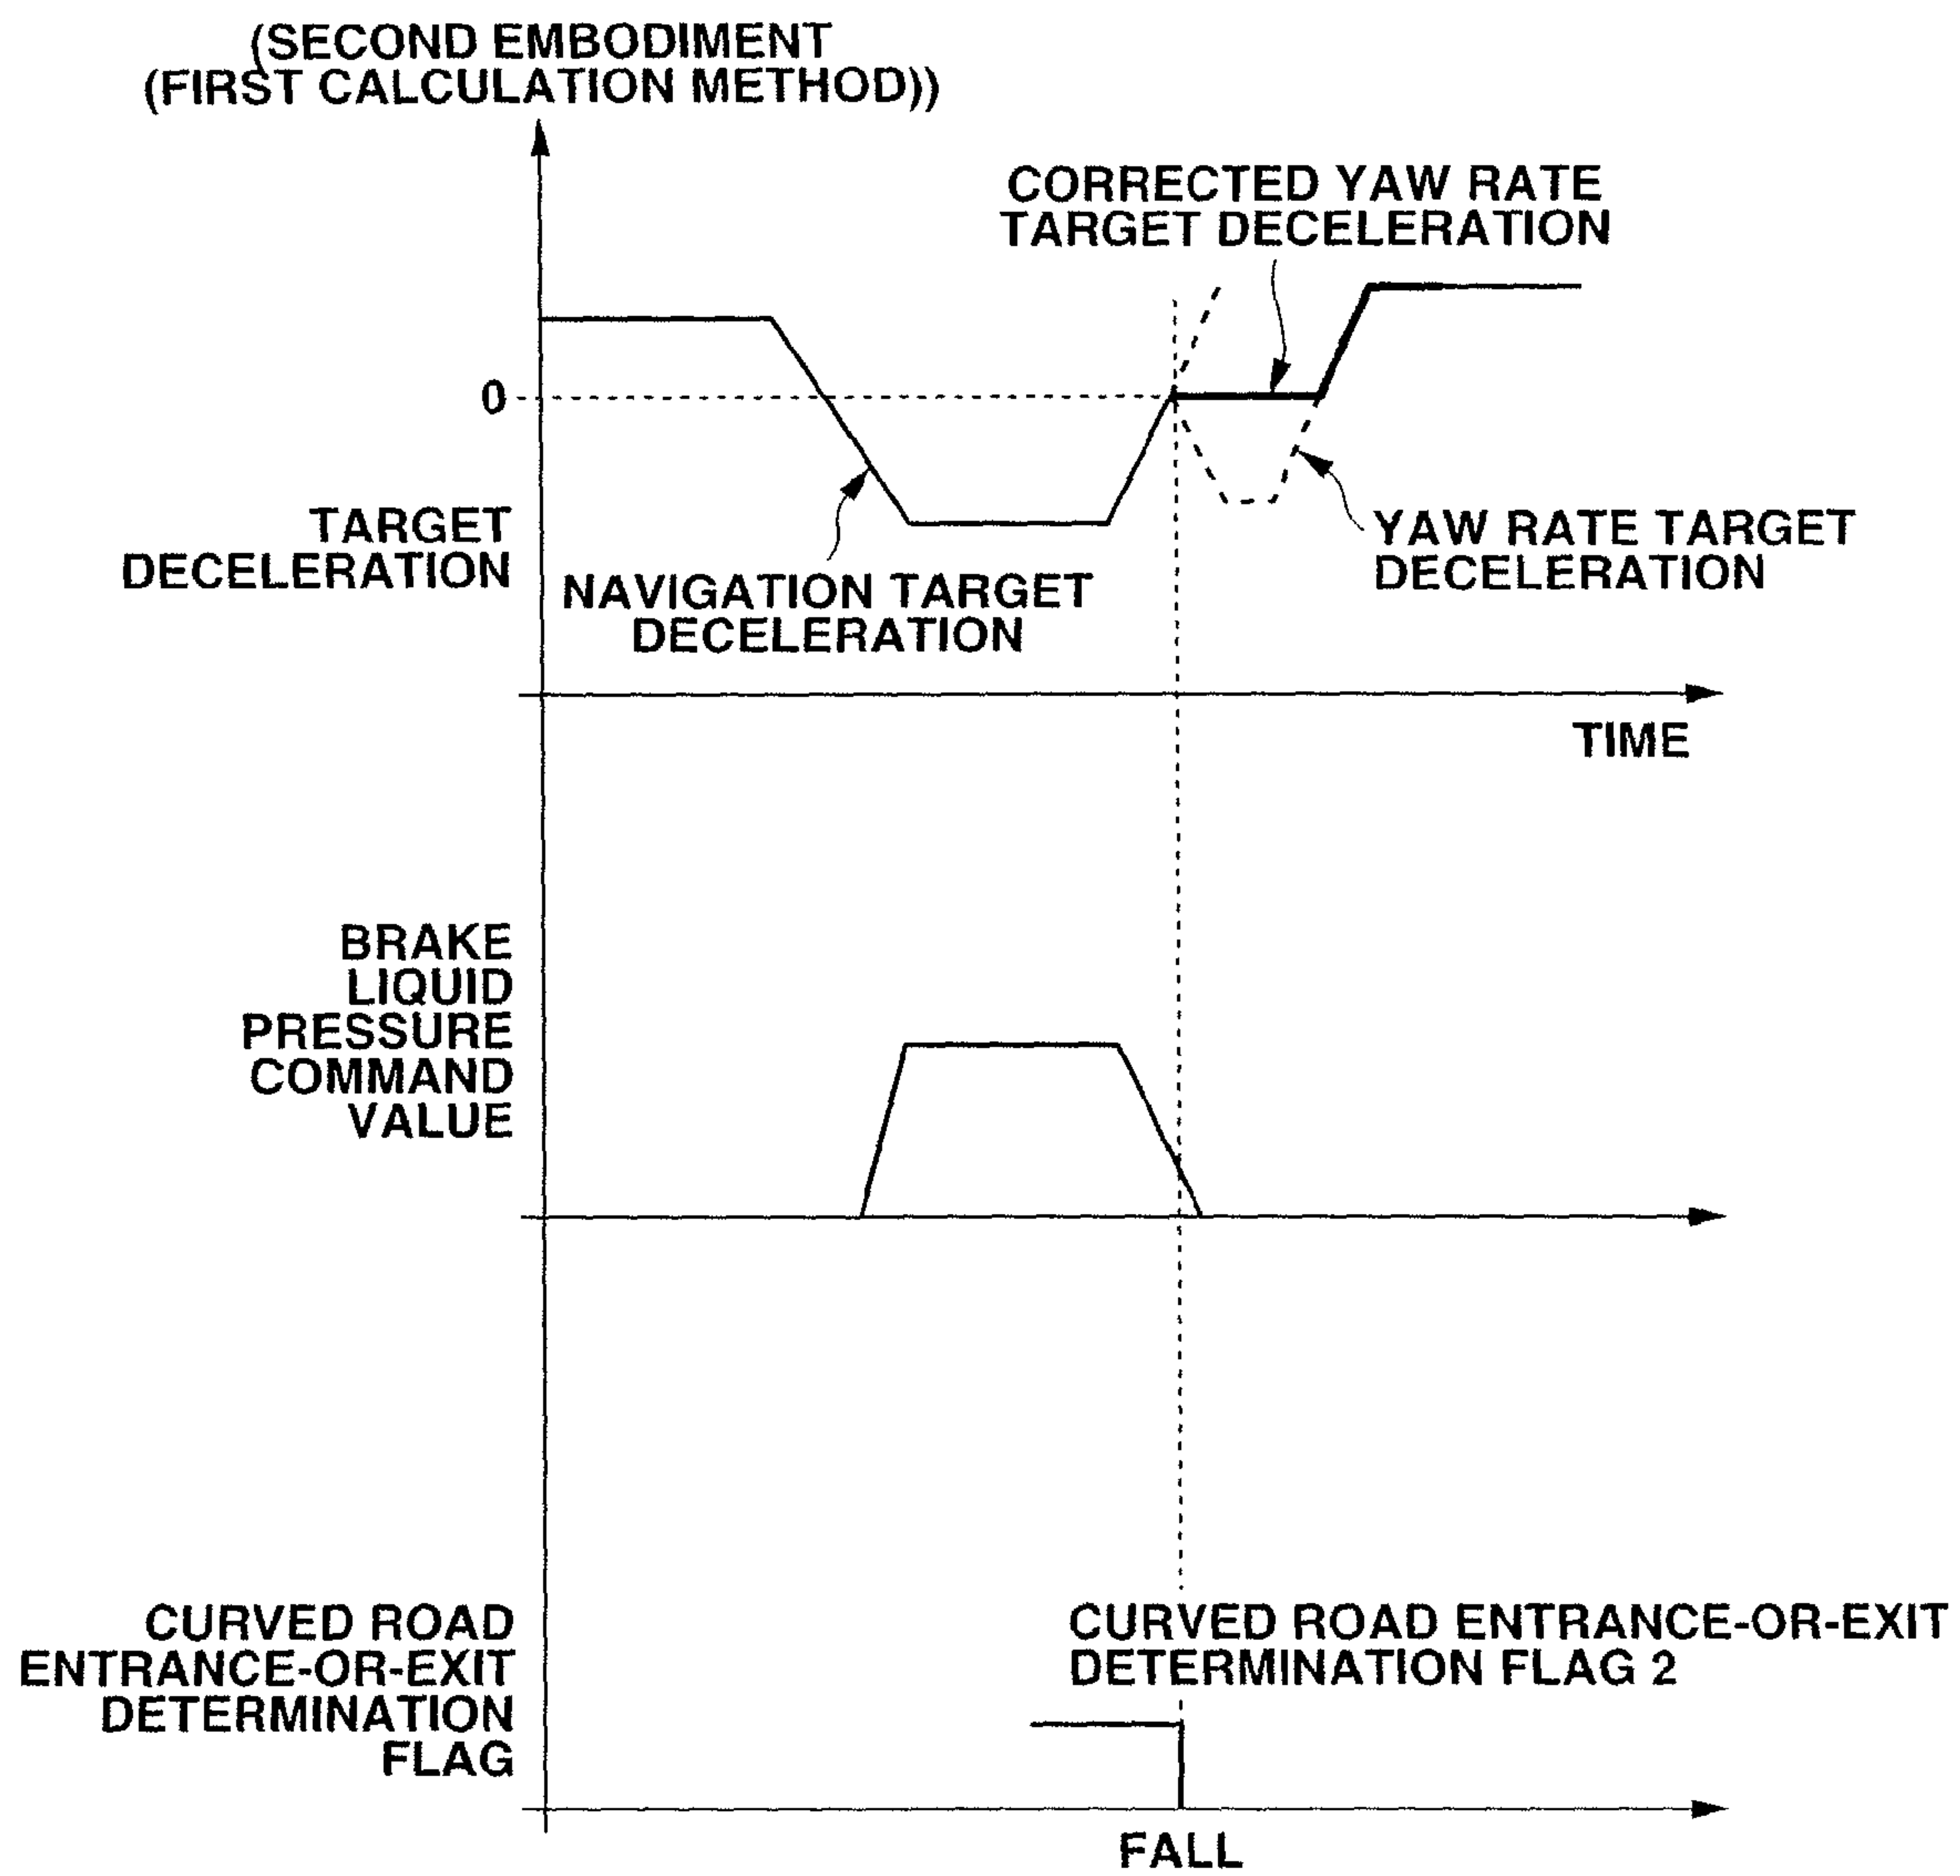 (SECOND EMBODIMENT
(FIRST CALCULATION METHOD))
CORRECTED YAW RATE
TARGET DECELERATION
0
TARGET
DECELERATION
NAVIGATION TARGET
DECELERATION
YAW RATE TARGET
DECELERATION
TIME
BRAKE
LIQUID
PRESSURE
COMMAND
VALUE
CURVED ROAD
ENTRANCE-OR-EXIT
DETERMINATION
FLAG
CURVED ROAD ENTRANCE-OR-EXIT
DETERMINATION FLAG 2
FALL